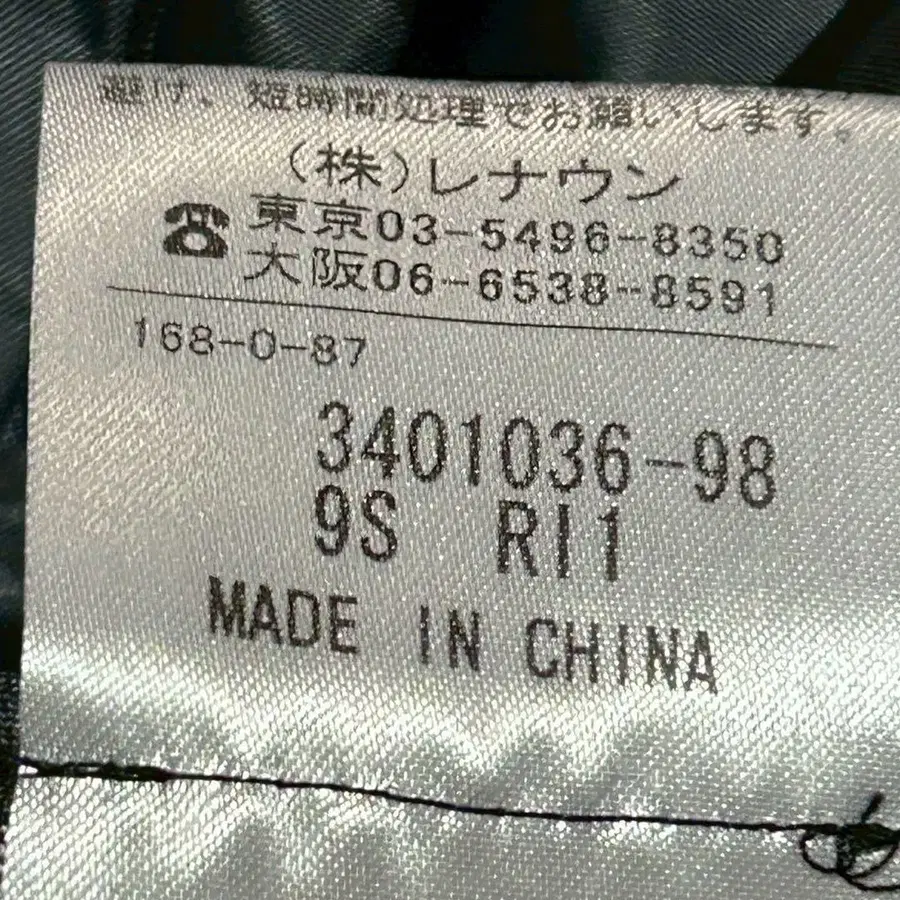 避け、短時間処理でお願いします。
(株)レナウン
☎東京03-5496-8350
大阪06-6538-8591
168-0-87
3401036-98
9S RI1
MADE IN CHINA